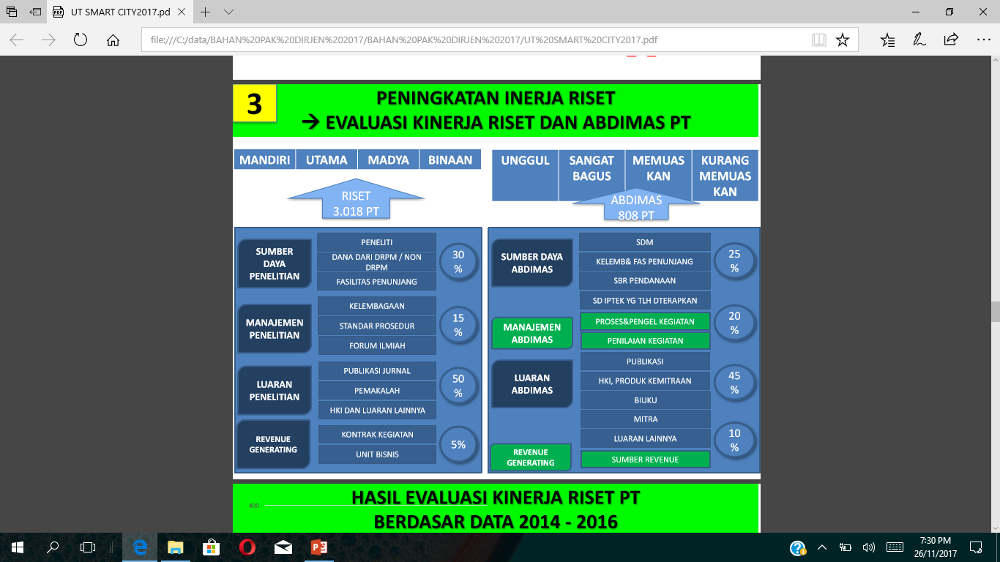 UT SMART CITY2017.pd
file:///C:/data/BAHAN%20PAK%20DIRJEN%202017/BAHAN%20PAK%20DIRJEN%202017/UT%20SMART%20CITY2017.pdf
3
PENINGKATAN INERJA RISET
→ EVALUASI KINERJA RISET DAN ABDIMAS PT
MANDIRI
UTAMA
MADYA
BINAAN
RISET
3.018 PT
SUMBER
DAYA
PENELITIAN
PENELITI
DANA DARI DRPM / NON
DRPM
FASILITAS PENUNJANG
30
%
MANAJEMEN
PENELITIAN
KELEMBAGAAN
STANDAR PROSEDUR
FORUM ILMIAH
15
%
LUARAN
PENELITIAN
PUBLIKASI JURNAL
PEMAKALAH
HKI DAN LUARAN LAINNYA
50
%
REVENUE
GENERATING
KONTRAK KEGIATAN
UNIT BISNIS
5%
UNGGUL
SANGAT
BAGUS
MEMUAS
KAN
KURANG
MEMUAS
KAN
ABDIMAS
808 PT
SUMBER DAYA
ABDIMAS
SDM
KELEMB& FAS PENUNJANG
SBR PENDANAAN
SD IPTEK YG TLH DTERAPKAN
25
%
MANAJEMEN
ABDIMAS
PROSES&PENGEL KEGIATAN
PENILAIAN KEGIATAN
20
%
LUARAN
ABDIMAS
PUBLIKASI
HKI, PRODUK KEMITRAAN
BIUKU
MITRA
LUARAN LAINNYA
45
%
REVENUE
GENERATING
SUMBER REVENUE
10
%
HASIL EVALUASI KINERJA RISET PT
400
BERDASAR DATA 2014 - 2016
7:30 PM
26/11/2017